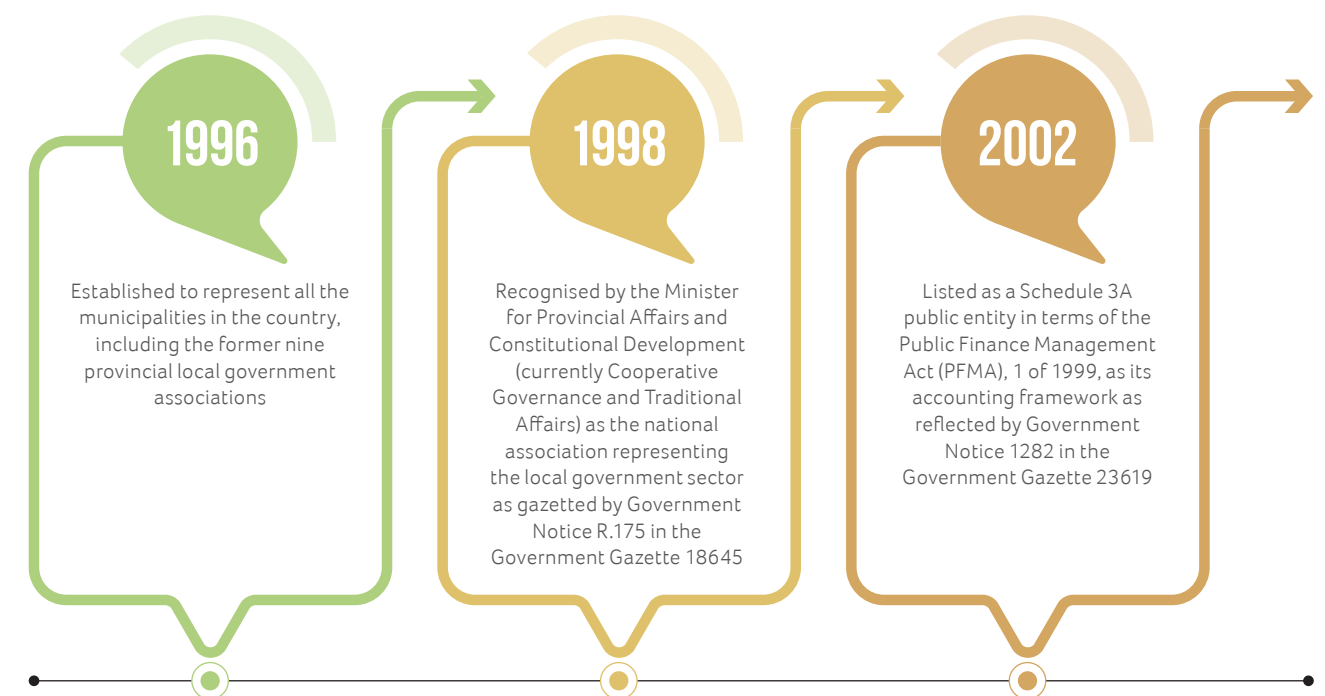 1996
Established to represent all the
municipalities in the country,
including the former nine
provincial local government
associations
1998
Recognised by the Minister
for Provincial Affairs and
Constitutional Development
(currently Cooperative
Governance and Traditional
Affairs) as the national
association representing
the local government sector
as gazetted by Government
Notice R.175 in the
Government Gazette 18645
2002
Listed as a Schedule 3A
public entity in terms of the
Public Finance Management
Act (PFMA), 1 of 1999, as its
accounting framework as
reflected by Government
Notice 1282 in the
Government Gazette 23619